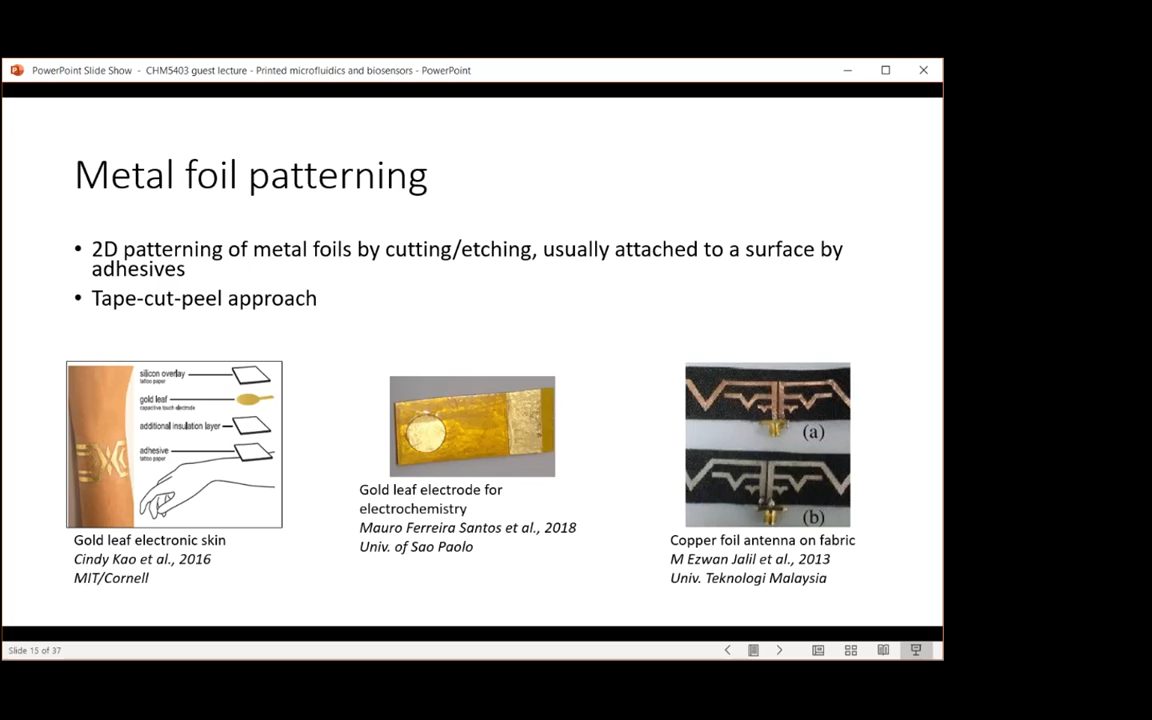 PowerPoint Slide Show - CHM5403 guest lecture - Printed microfluidics and biosensors - PowerPoint
Metal foil patterning
• 2D patterning of metal foils by cutting/etching, usually attached to a surface by
adhesives
• Tape-cut-peel approach
silicon overlay
tattoo paper
gold leaf
capacitive touch electrode
additional insulation layer
adhesive
tattoo paper
(a)
(b)
Gold leaf electronic skin
Cindy Kao et al., 2016
MIT/Cornell
Gold leaf electrode for
electrochemistry
Mauro Ferreira Santos et al., 2018
Univ. of Sao Paolo
Copper foil antenna on fabric
M Ezwan Jalil et al., 2013
Univ. Teknologi Malaysia
Slide 15 of 37